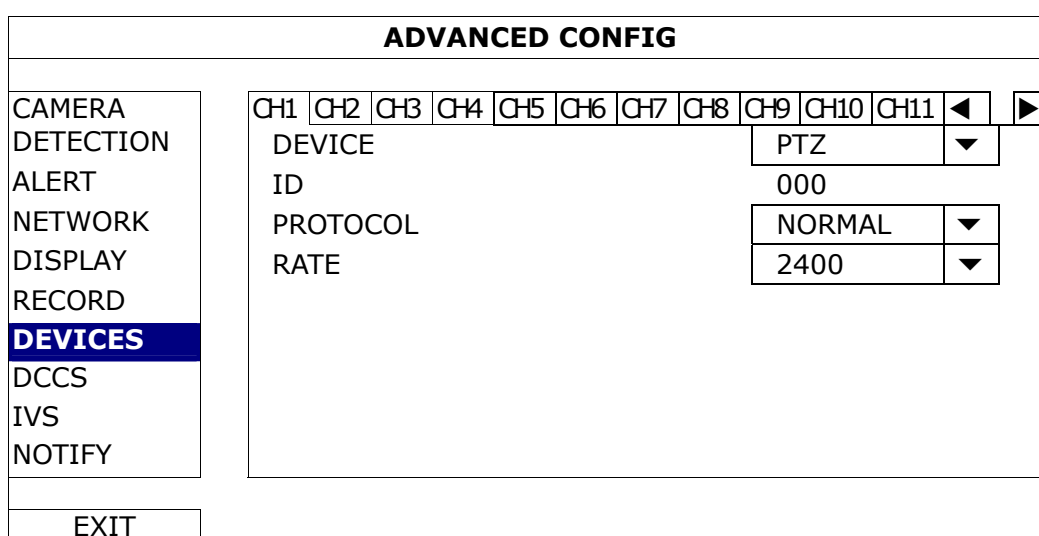 ADVANCED CONFIG
CAMERA
DETECTION
ALERT
NETWORK
DISPLAY
RECORD
DEVICES
DCCS
IVS
NOTIFY
EXIT
CH1 CH2 CH3 CH4 CH5 CH6 CH7 CH8 CH9 CH10 CH11
DEVICE PTZ
ID 000
PROTOCOL NORMAL
RATE 2400